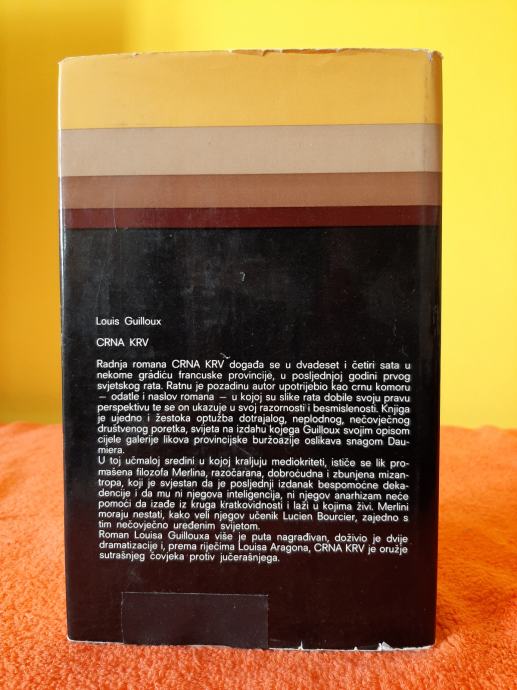 Louis Guilloux
CRNA KRV
Radnja romana CRNA KRV događa se u dvadeset i četiri sata u
nekome gradiću francuske provincije, u posljednjoj godini prvog
svjetskog rata. Ratnu je pozadinu autor upotrijebio kao crnu komoru
— odatle i naslov romana — u kojoj su slike rata dobile svoju pravu
perspektivu te se on ukazuje u svoj razornosti i besmislenosti. Knjiga
je ujedno i žestoka optužba dotrajalog, neplodnog, nečovječnog
društvenog poretka, svijeta na izdahu kojega Guilloux svojim opisom
cijele galerije likova provincijske buržoazije oslikava snagom Dau-
miera.
U toj učmaloj sredini u kojoj kraljuju mediokriteti, ističe se lik pro-
mašena filozofa Merlina, razočarana, dobroćudna i zbunjena mizan-
tropa, koji je svjestan da je posljednji izdanak bespomoćne deka-
dencije i da mu ni njegova inteligencija, ni njegov anarhizam neće
pomoći da izađe iz kruga kratkovidnosti i laži u kojima živi. Merlini
moraju nestati, kako veli njegov učenik Lucien Bourcier, zajedno s
tim nečovječno uređenim svijetom.
Roman Louisa Guillouxa više je puta nagrađivan, doživio je dvije
dramatizacije i, prema riječima Louisa Aragona, CRNA KRV je oružje
sutrašnjeg čovjeka protiv jučerašnjega.